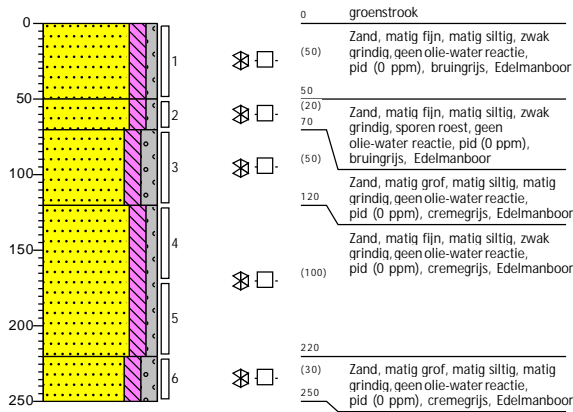 0
50
100
150
200
250
1
2
3
4
5
6
0 groenstrook
(50)
Zand, matig fijn, matig siltig, zwak
grindig, geen olie-water reactie,
pid (0 ppm), bruingrijs, Edelmanboor
50
(20)
Zand, matig fijn, matig siltig, zwak
grindig, sporen roest, geen
olie-water reactie, pid (0 ppm),
bruingrijs, Edelmanboor
70
(50)
Zand, matig grof, matig siltig, matig
grindig, geen olie-water reactie,
pid (0 ppm), cremegrijs, Edelmanboor
120
Zand, matig fijn, matig siltig, zwak
grindig, geen olie-water reactie,
pid (0 ppm), cremegrijs, Edelmanboor
(100)
220
(30)
Zand, matig grof, matig siltig, matig
grindig, geen olie-water reactie,
pid (0 ppm), cremegrijs, Edelmanboor
250